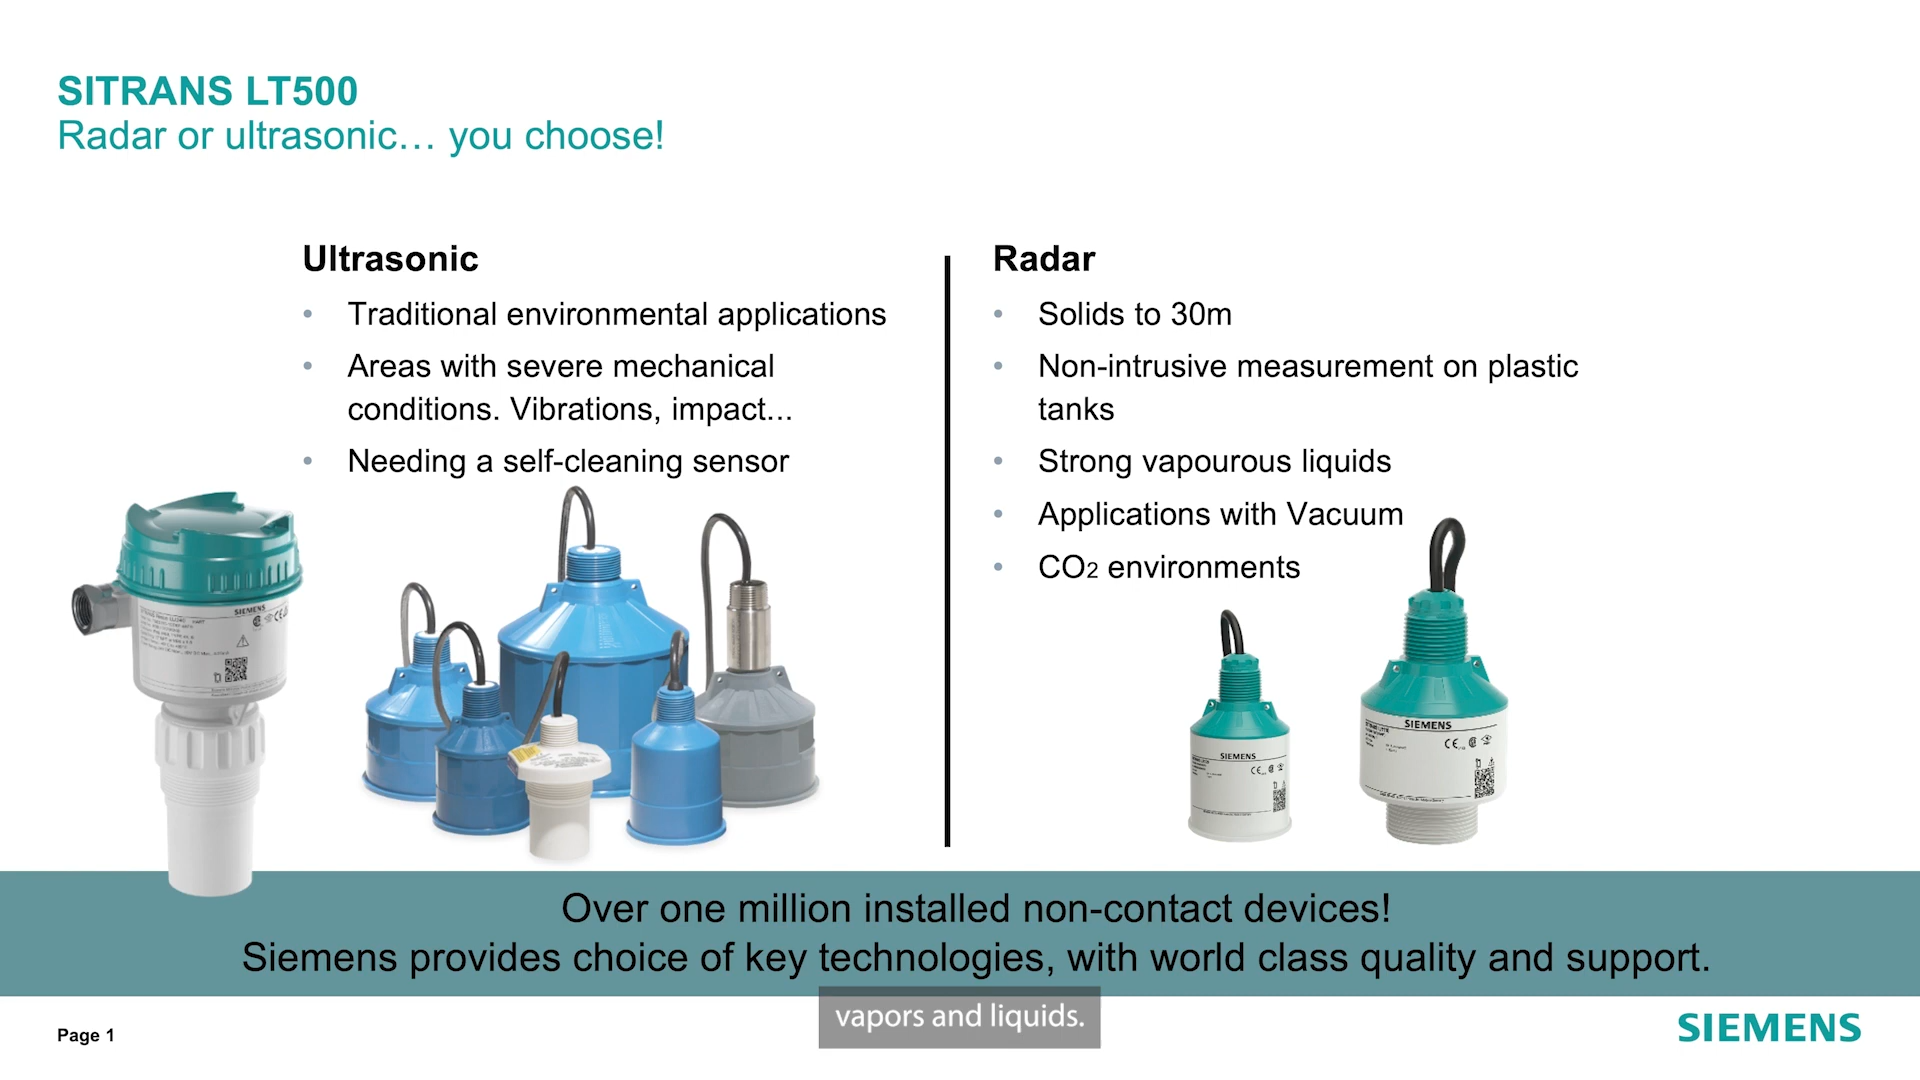 SITRANS LT500
Radar or ultrasonic… you choose!
Ultrasonic
• Traditional environmental applications
• Areas with severe mechanical
conditions. Vibrations, impact...
• Needing a self-cleaning sensor
Radar
• Solids to 30m
• Non-intrusive measurement on plastic
tanks
• Strong vapourous liquids
• Applications with Vacuum
• CO2 environments
SIEMENS
SIEMENS
SIEMENS
Over one million installed non-contact devices!
Siemens provides choice of key technologies, with world class quality and support.
vapors and liquids.
Page 1
SIEMENS